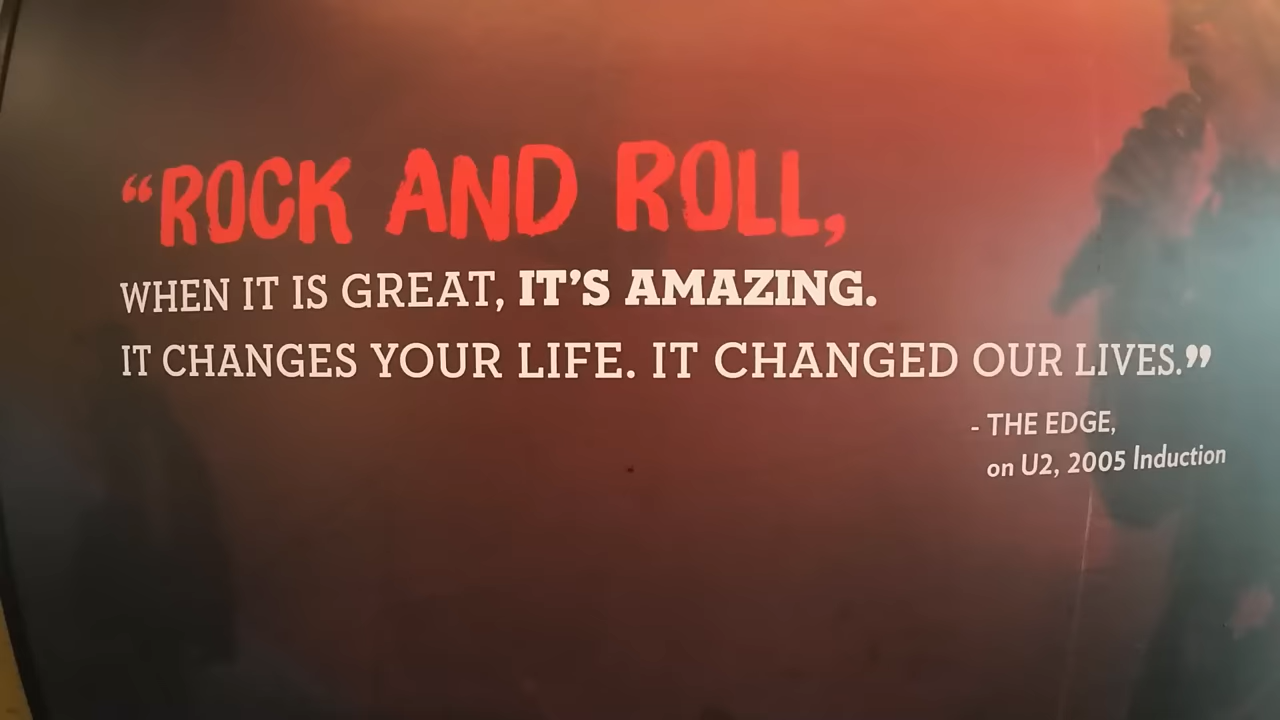 “ROCK AND ROLL,
WHEN IT IS GREAT, IT’S AMAZING.
IT CHANGES YOUR LIFE. IT CHANGED OUR LIVES.”
- THE EDGE,
on U2, 2005 Induction